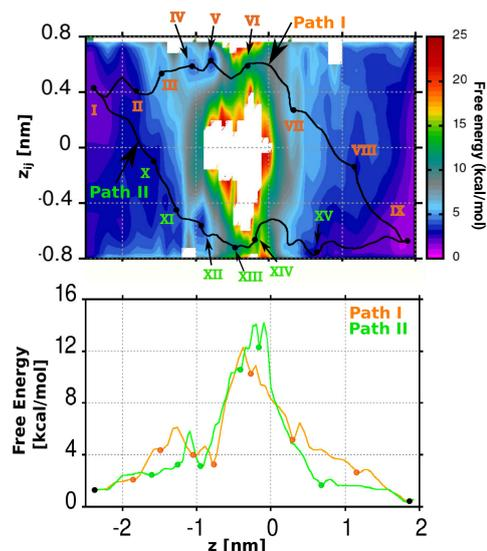 IV V VI Path I
0.8
0.4
0
-0.4
-0.8
z_ij [nm]
I II III VII VIII IX
Path II X XI XV
XII XIII XIV
25
20
15
10
5
0
Free energy [kcal/mol]
16
12
8
4
0
Free Energy
[kcal/mol]
Path I
Path II
-2 -1 0 1 2
z [nm]